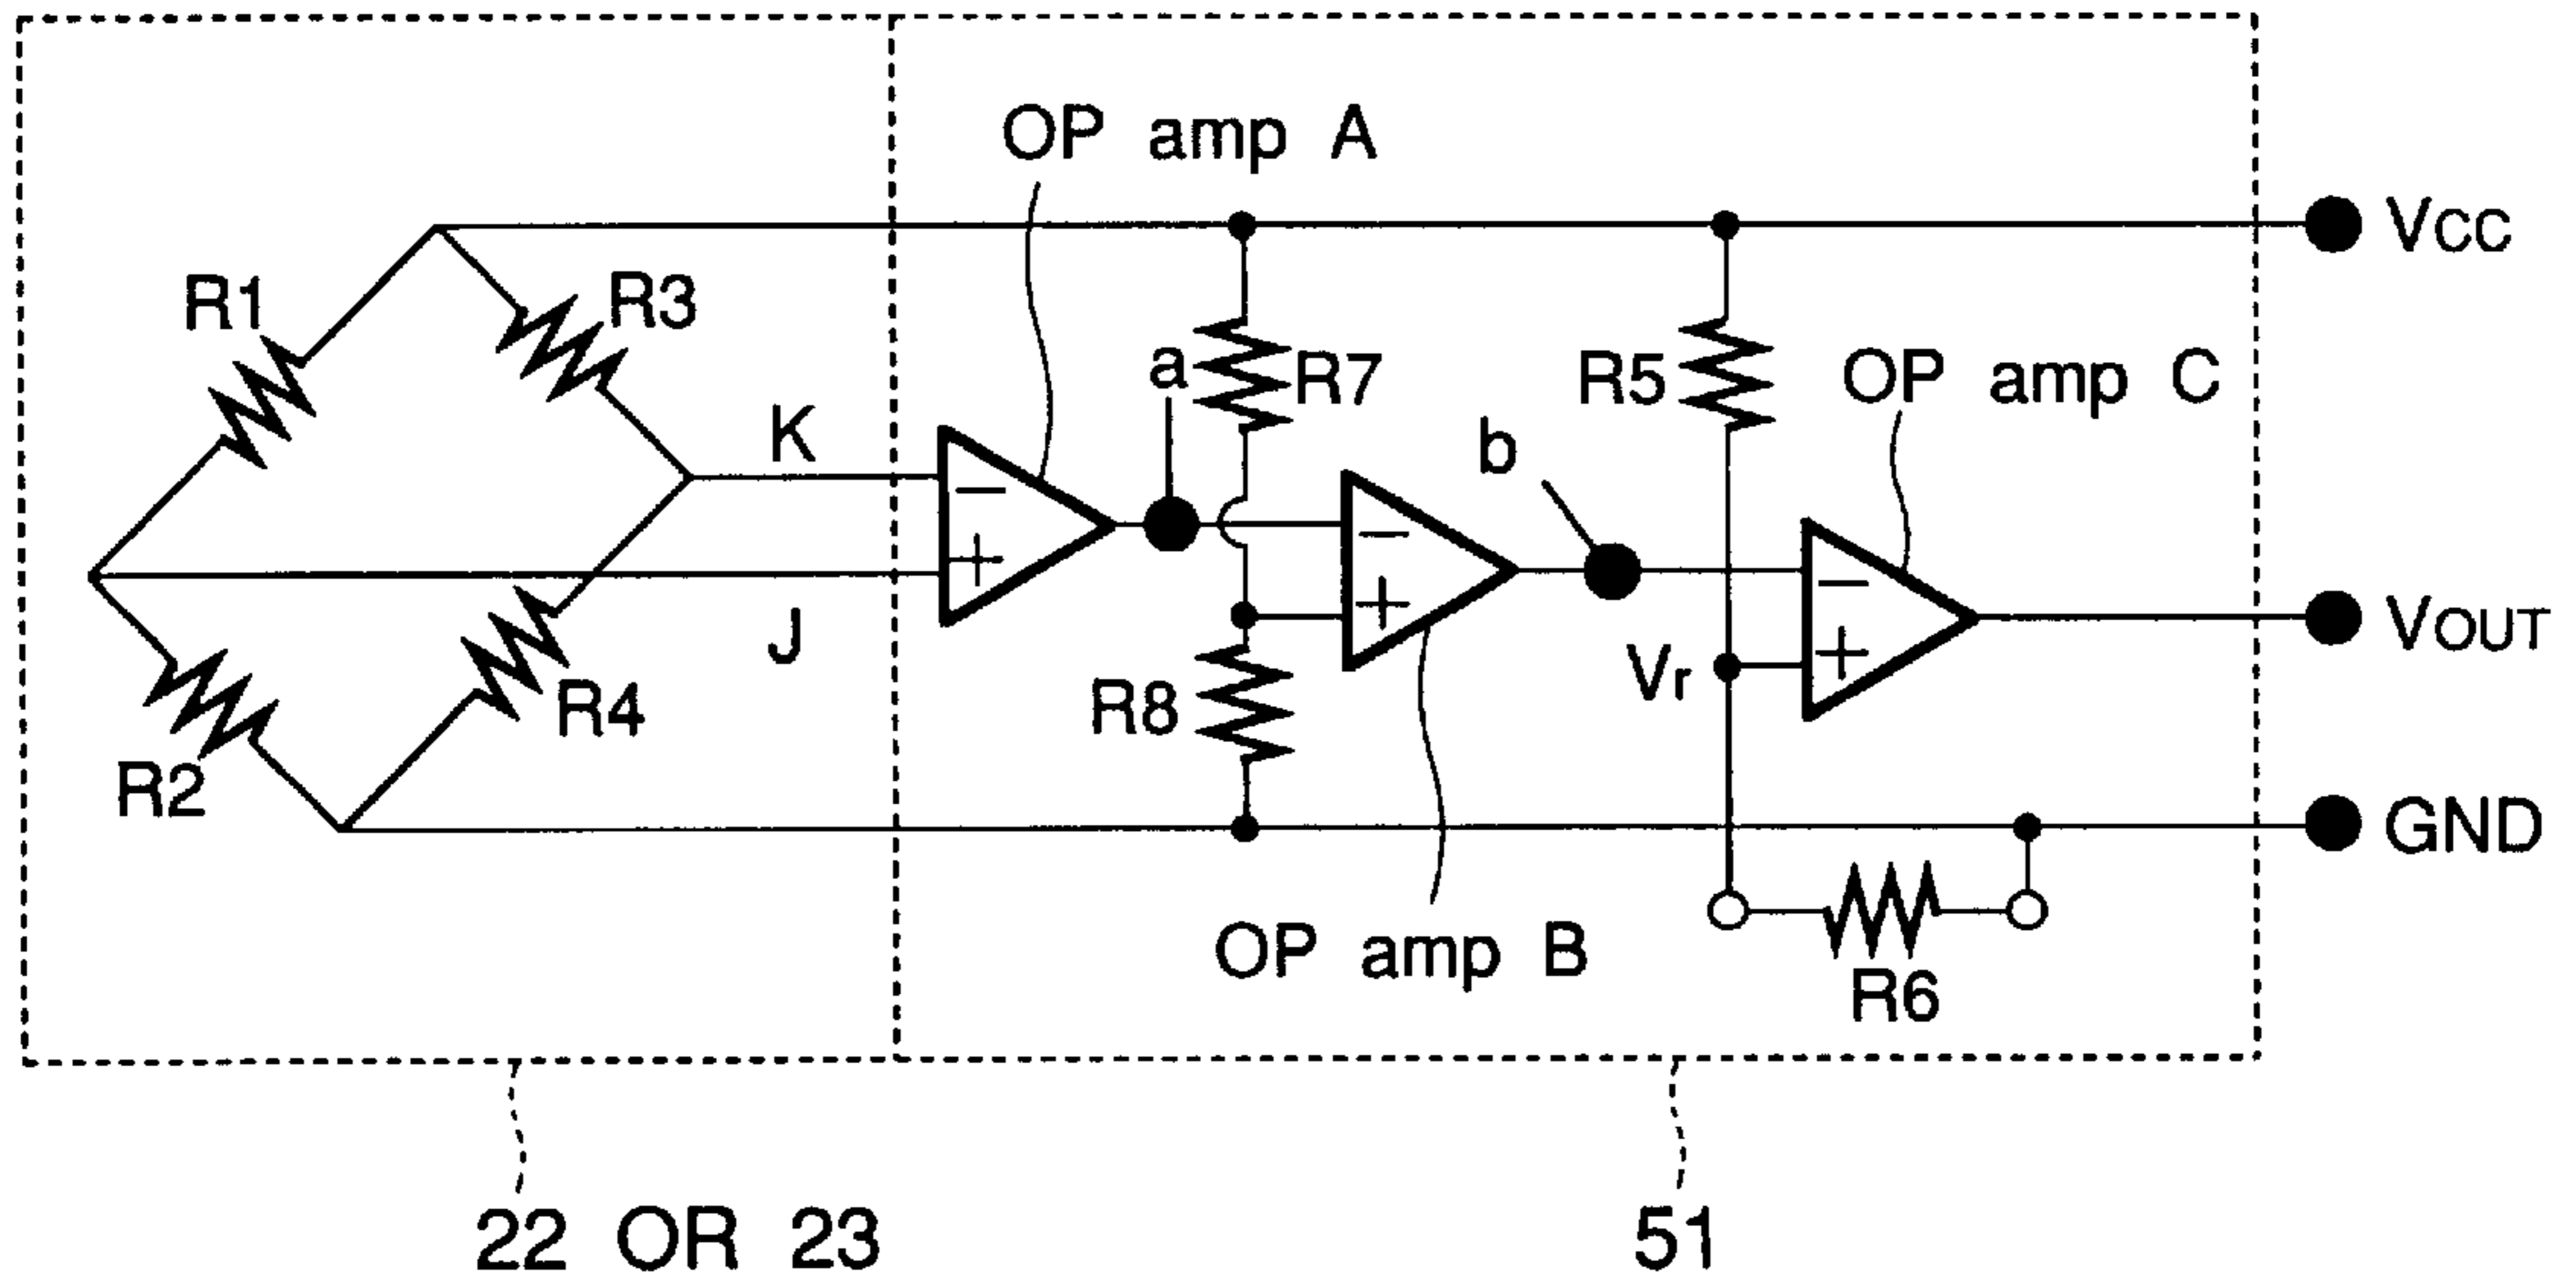 OP amp A
VCC
R1
R3
a
R7
R5
OP amp C
K
b
−
−
+
−
+
VOUT
J
Vr
+
R8
R4
R2
GND
OP amp B
R6
22 OR 23
51